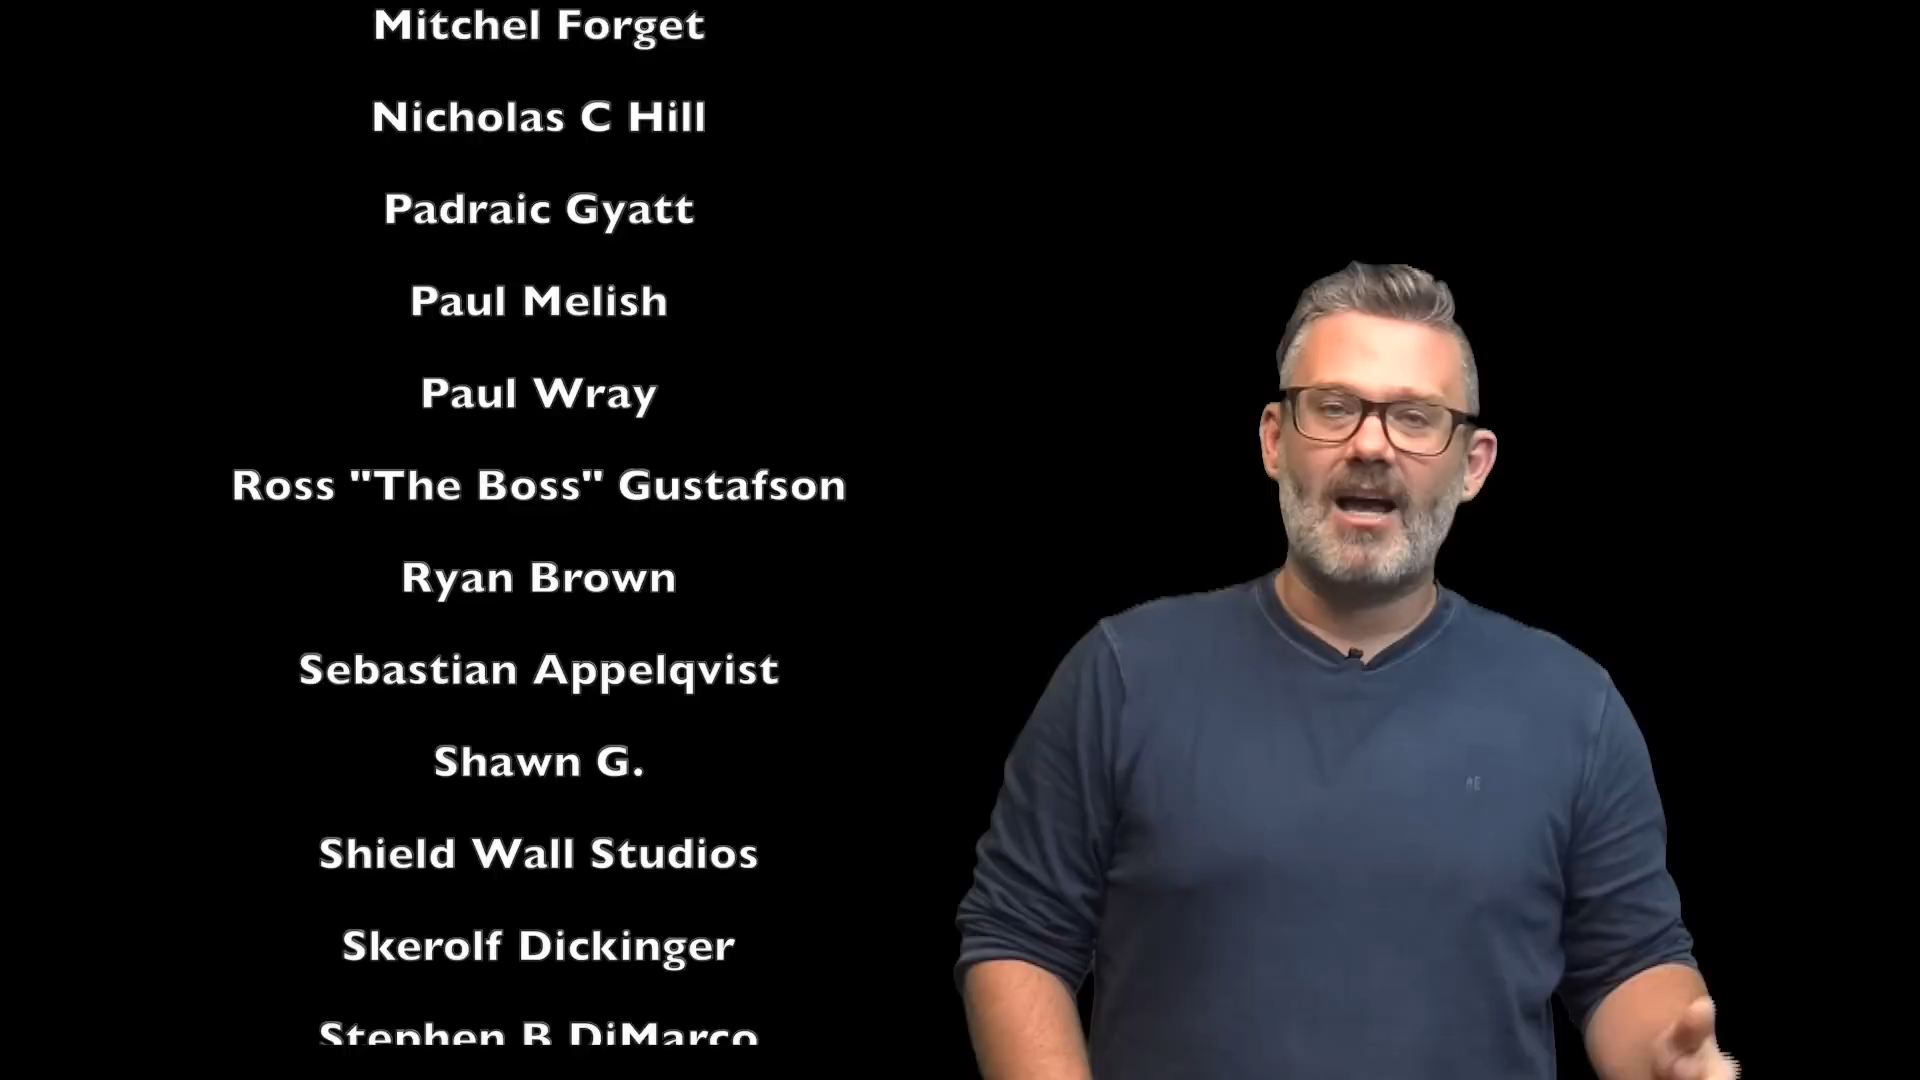 Mitchel Forget
Nicholas C Hill
Padraic Gyatt
Paul Melish
Paul Wray
Ross "The Boss" Gustafson
Ryan Brown
Sebastian Appelqvist
Shawn G.
Shield Wall Studios
Skerolf Dickinger
Stephen B DiMarco